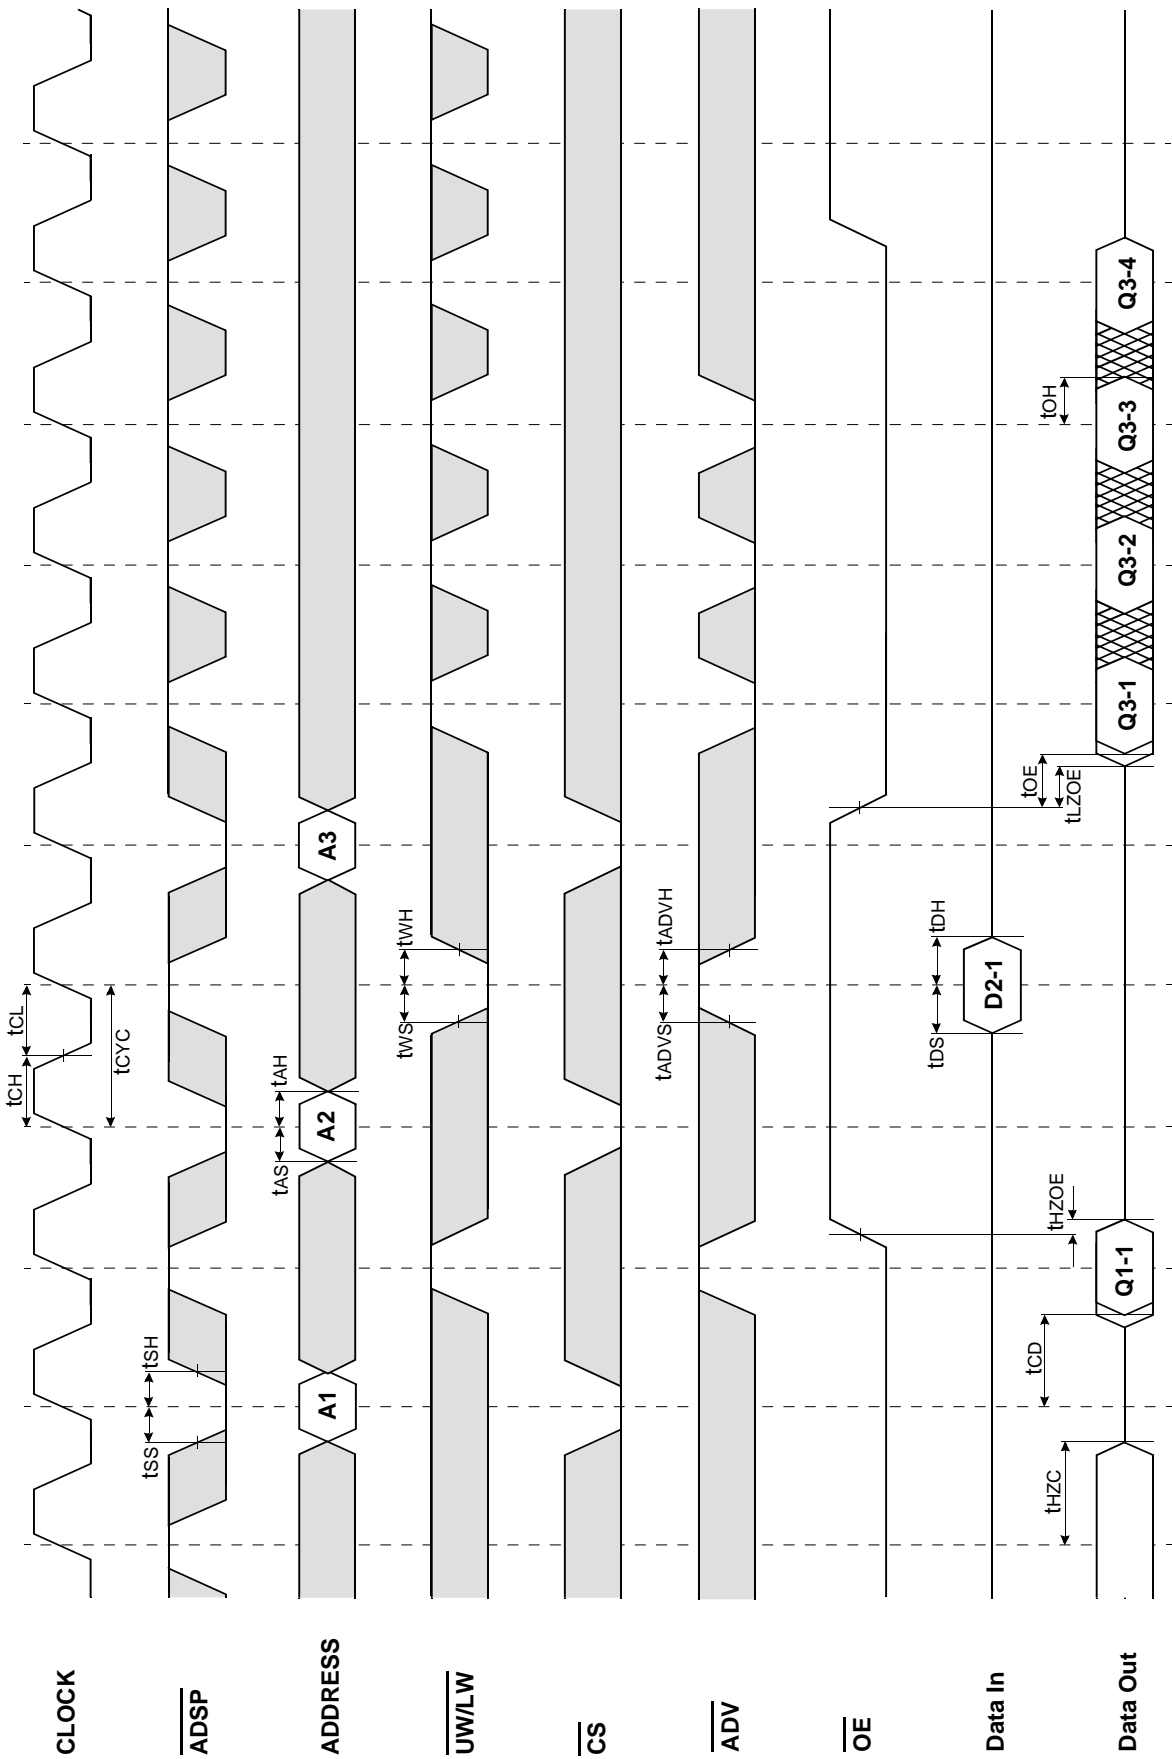 CLOCK
tCH
tCL
tCYC
ADSP
tSS
tSH
ADDRESS
A1
tAS
tAH
A2
A3
UW/LW
tWS
tWH
CS
ADV
tADVS
tADVH
OE
Data In
tDS
tDH
D2-1
Data Out
tHZC
tCD
tHZOE
tOE
tLZOE
tOH
Q1-1
Q3-1
Q3-2
Q3-3
Q3-4